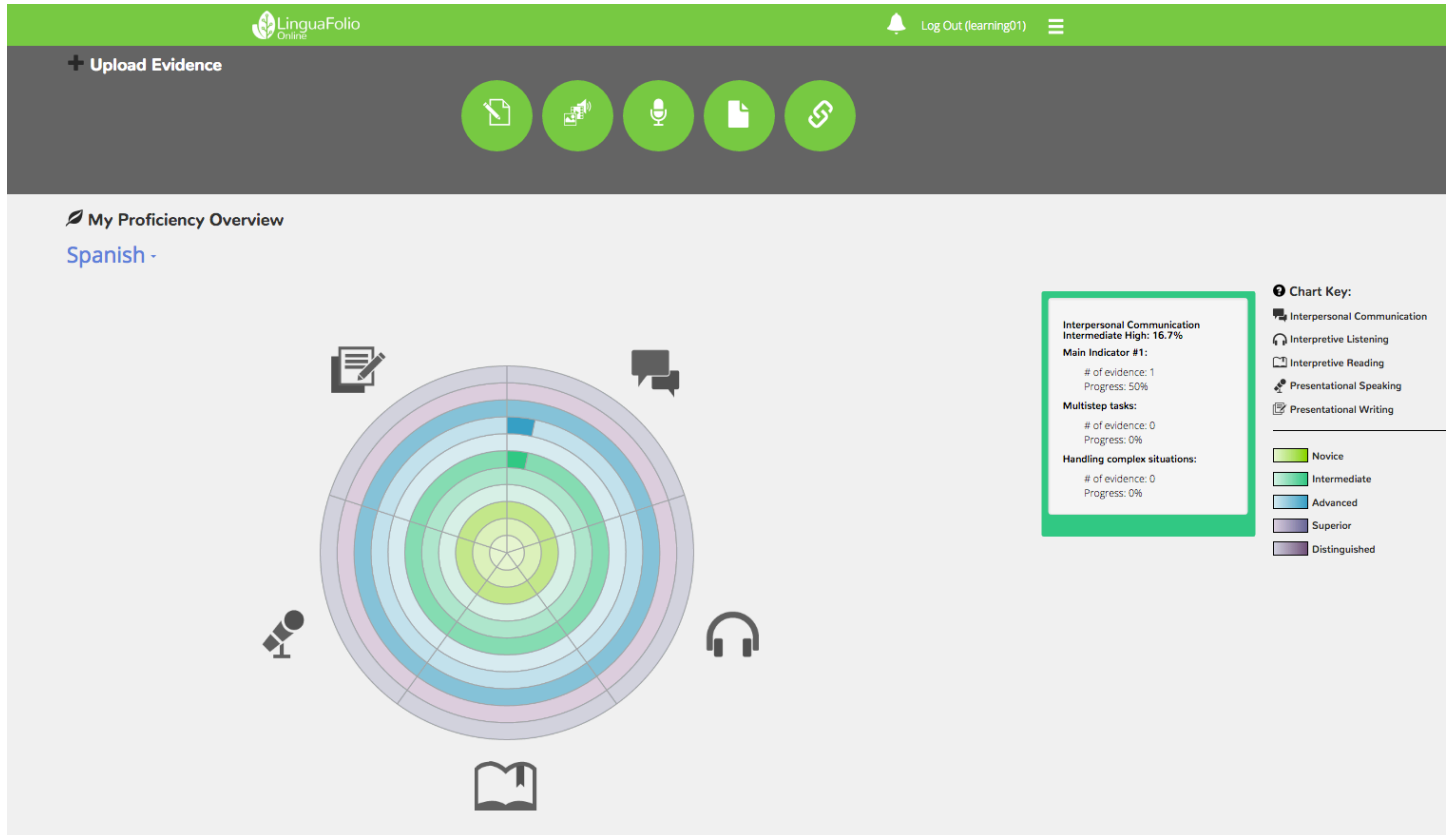 LinguaFolio
Online
Log Out (learning01)
Upload Evidence
My Proficiency Overview
Spanish
Interpersonal Communication
Intermediate High: 16.7%
Main Indicator #1:
# of evidence: 1
Progress: 50%
Multistep tasks:
# of evidence: 0
Progress: 0%
Handling complex situations:
# of evidence: 0
Progress: 0%
Chart Key:
Interpersonal Communication
Interpretive Listening
Interpretive Reading
Presentational Speaking
Presentational Writing
Novice
Intermediate
Advanced
Superior
Distinguished